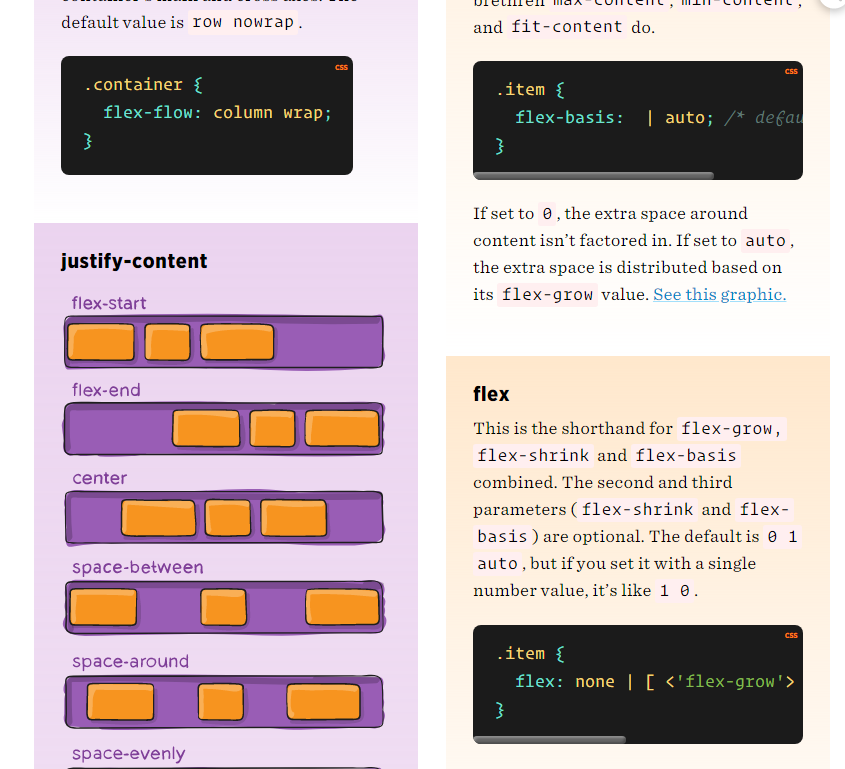 default value is row nowrap.
css
.container {
flex-flow: column wrap;
}
justify-content
flex-start
flex-end
center
space-between
space-around
space-evenly
brethren max-content, min-content,
and fit-content do.
css
.item {
flex-basis:  | auto; /* defau
}
If set to 0, the extra space around
content isn’t factored in. If set to auto,
the extra space is distributed based on
its flex-grow value. See this graphic.
flex
This is the shorthand for flex-grow,
flex-shrink and flex-basis
combined. The second and third
parameters (flex-shrink and flex-
basis) are optional. The default is 0 1
auto, but if you set it with a single
number value, it’s like 1 0.
css
.item {
flex: none | [ <'flex-grow'>
}